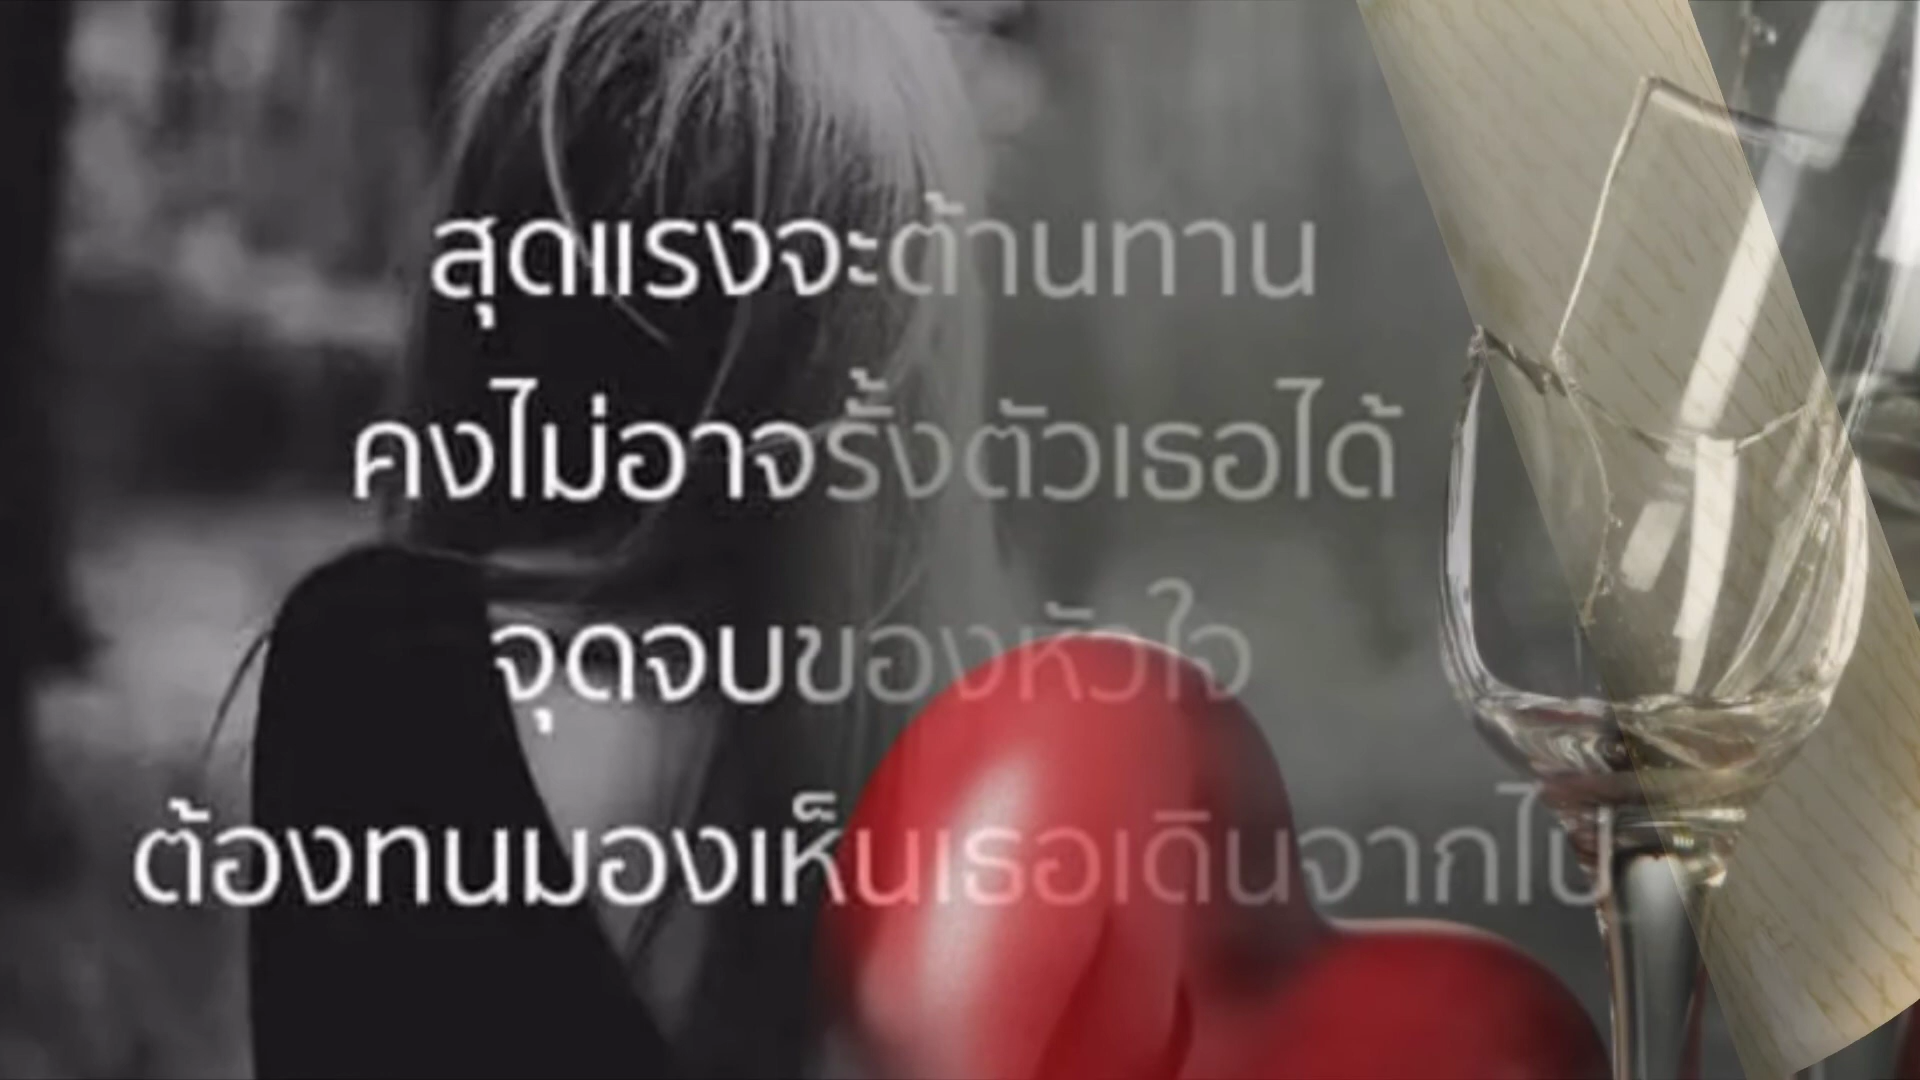 สุดแรงจะต้านทาน
คงไม่อาจรั้งตัวเธอได้
จุดจบของหัวใจ
ต้องทนมองเห็นเธอเดินจากไป